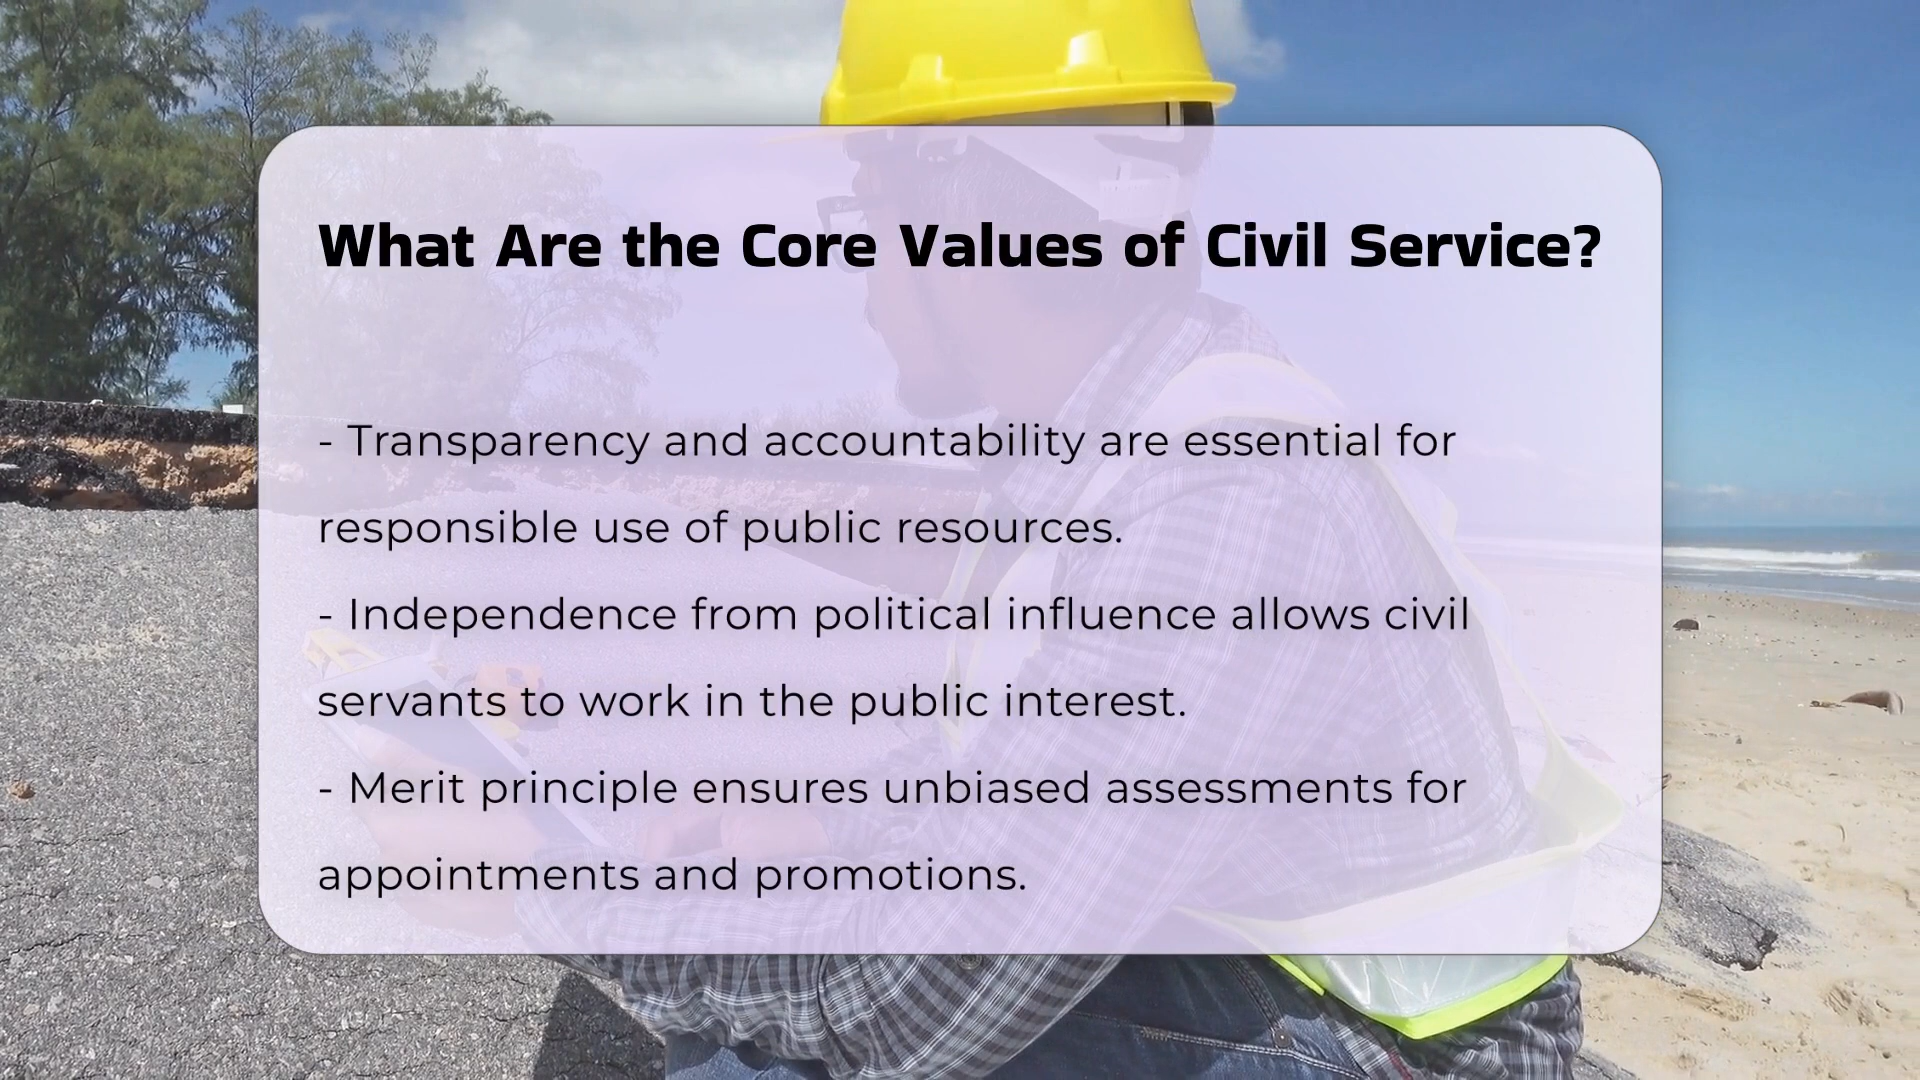 What Are the Core Values of Civil Service?
- Transparency and accountability are essential for
responsible use of public resources.
- Independence from political influence allows civil
servants to work in the public interest.
- Merit principle ensures unbiased assessments for
appointments and promotions.